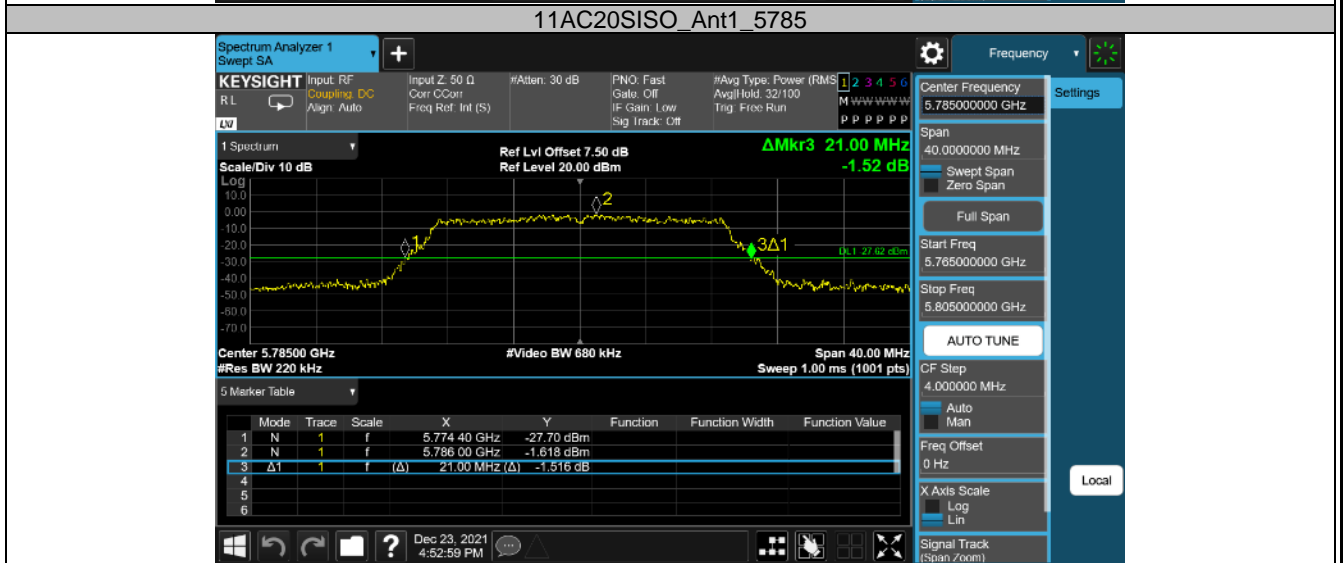 11AC20SISO_Ant1_5785
Spectrum Analyzer 1
Swept SA
+
Frequency
KEYSIGHT Input: RF Input Z: 50 Ω #Atten: 30 dB PNO: Fast #Avg Type: Power (RMS 1 2 3 4 5 6
R L Coupling: DC Corr CCorr Gate: Off Avg|Hold: 32/100 M W W W W W
Align: Auto Freq Ref: Int (S) IF Gain: Low Trig: Free Run
LXI Sig Track: Off P P P P P P
Center Frequency
5.785000000 GHz
Settings
Span
40.0000000 MHz
Swept Span
Zero Span
Full Span
Start Freq
5.765000000 GHz
Stop Freq
5.805000000 GHz
AUTO TUNE
CF Step
4.000000 MHz
Auto
Man
Freq Offset
0 Hz
X Axis Scale
Log
Lin
Signal Track
(Span Zoom)
Local
1 Spectrum
Scale/Div 10 dB
Ref Lvl Offset 7.50 dB
Ref Level 20.00 dBm
ΔMkr3 21.00 MHz
-1.52 dB
Log
10.0
0.00
-10.0
-20.0
-30.0
-40.0
-50.0
-60.0
-70.0
1
2
3Δ1
DL1 27.62 dBm
Center 5.78500 GHz #Video BW 680 kHz Span 40.00 MHz
#Res BW 220 kHz Sweep 1.00 ms (1001 pts)
5 Marker Table
Mode Trace Scale X Y Function Function Width Function Value
1 N 1 f 5.774 40 GHz -27.70 dBm
2 N 1 f 5.786 00 GHz -1.618 dBm
3 Δ1 1 f (Δ) 21.00 MHz (Δ) -1.516 dB
4
5
6
?
Dec 23, 2021
4:52:59 PM